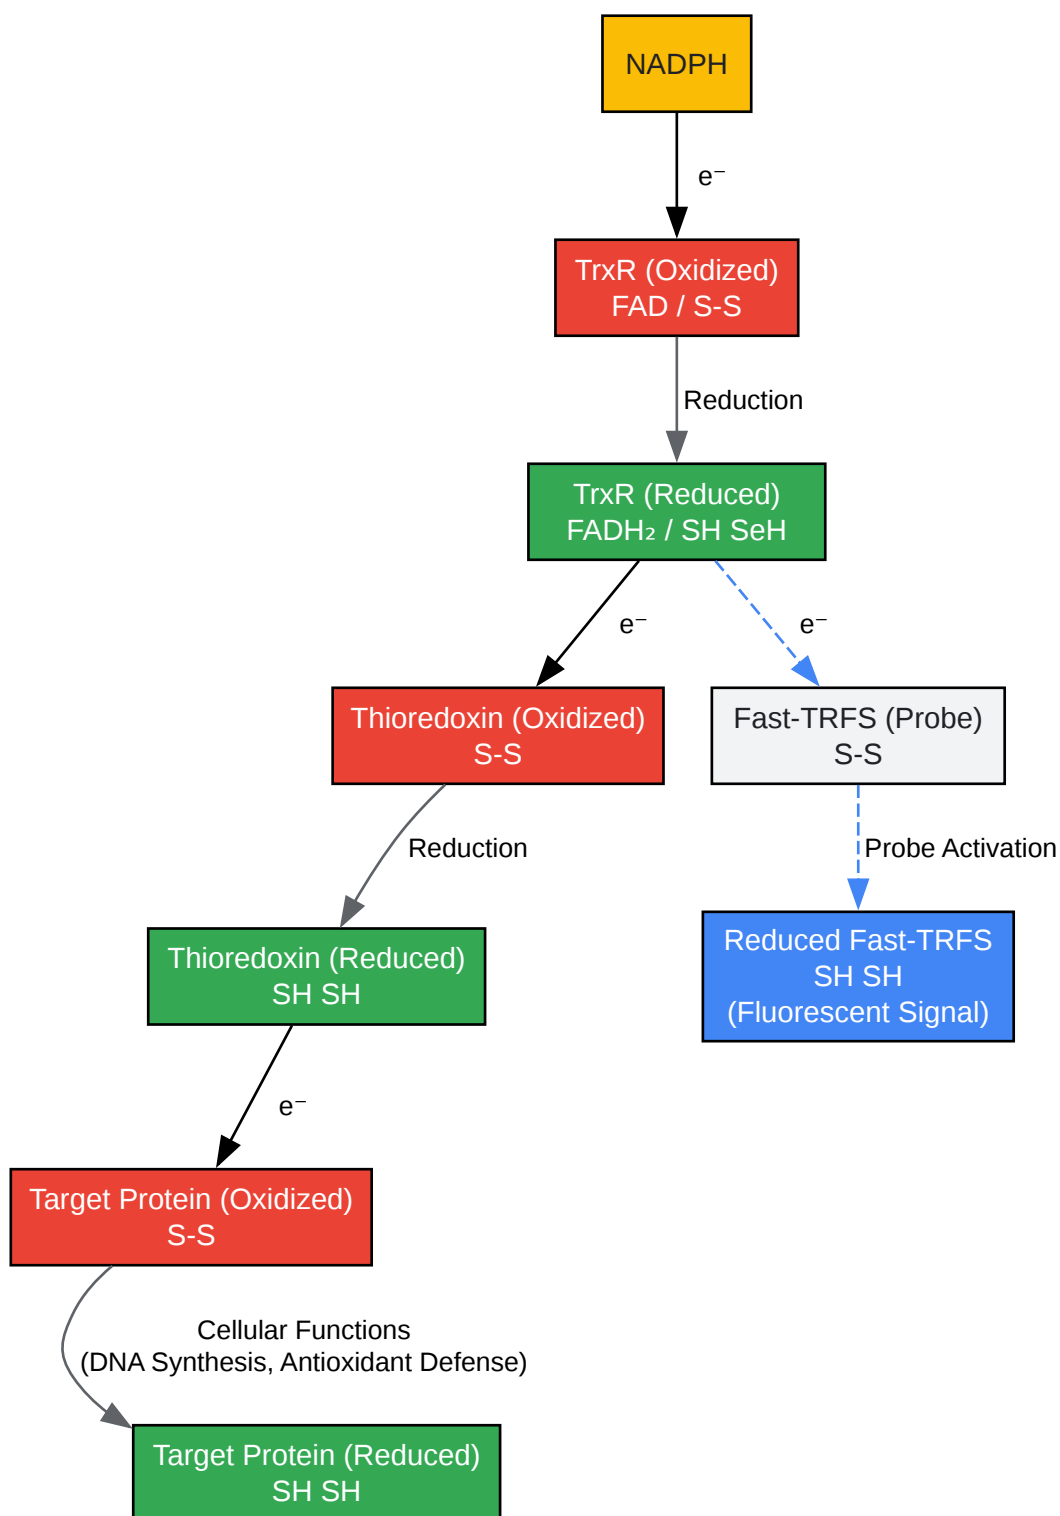 NADPH
e⁻
TrxR (Oxidized)
FAD / S-S
Reduction
TrxR (Reduced)
FADH₂ / SH SeH
e⁻
e⁻
Thioredoxin (Oxidized)
S-S
Fast-TRFS (Probe)
S-S
Reduction
Probe Activation
Thioredoxin (Reduced)
SH SH
Reduced Fast-TRFS
SH SH
(Fluorescent Signal)
e⁻
Target Protein (Oxidized)
S-S
Cellular Functions
(DNA Synthesis, Antioxidant Defense)
Target Protein (Reduced)
SH SH